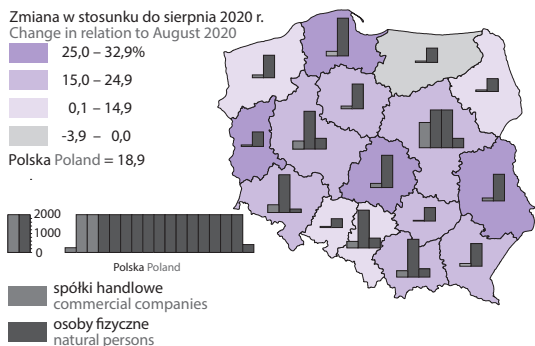 Zmiana w stosunku do sierpnia 2020 r.
Change in relation to August 2020
25,0 – 32,9%
15,0 – 24,9
0,1 – 14,9
-3,9 – 0,0
Polska Poland = 18,9
2000
1000
0
Polska Poland
spółki handlowe
commercial companies
osoby fizyczne
natural persons